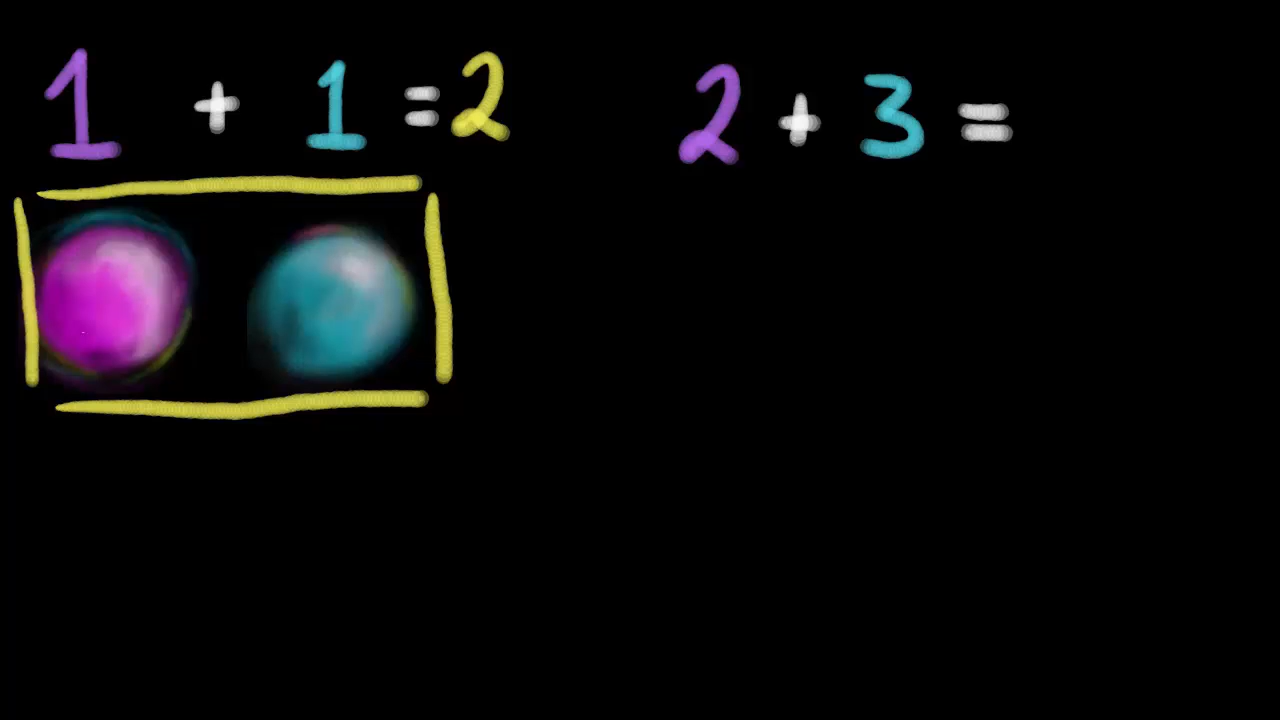 1 + 1 = 2
2 + 3 =